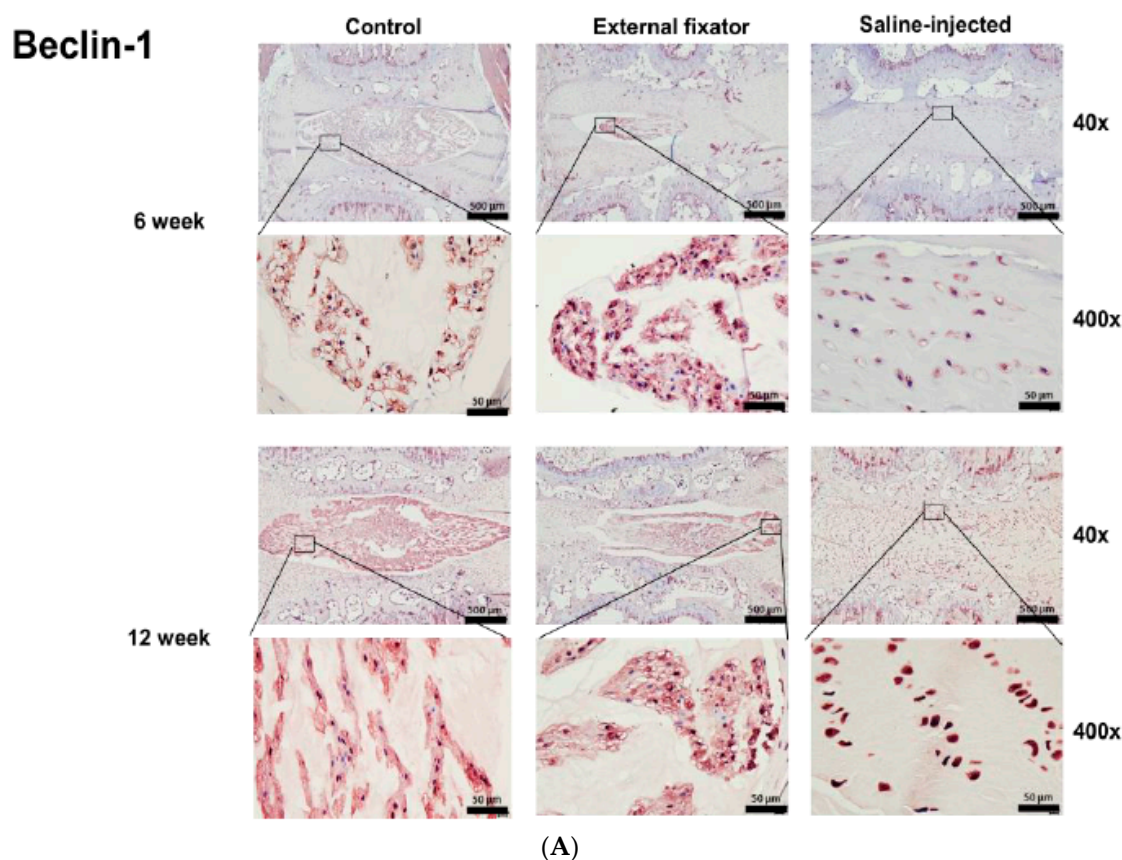 Beclin-1
Control External fixator Saline-injected
40x
500 µm 500 µm 500 µm
6 week
400x
50 µm 50 µm 50 µm
40x
500 µm 500 µm 500 µm
12 week
400x
50 µm 50 µm 50 µm
(A)